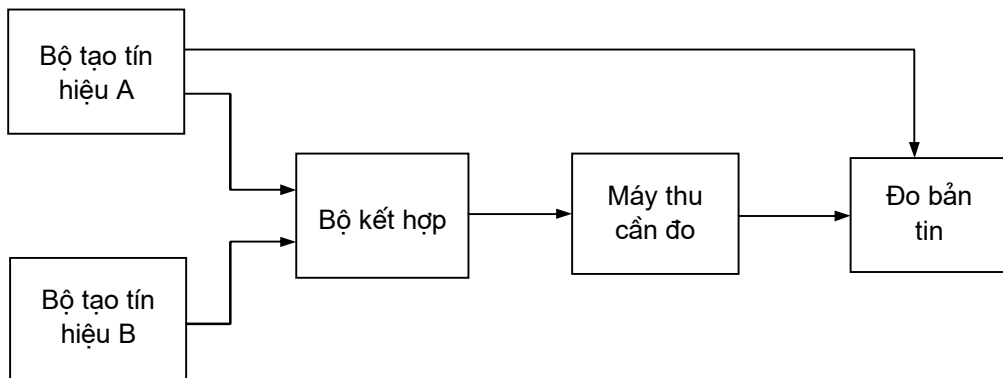 Bộ tạo tín
hiệu A
Bộ kết hợp
Máy thu
cần đo
Đo bản
tin
Bộ tạo tín
hiệu B